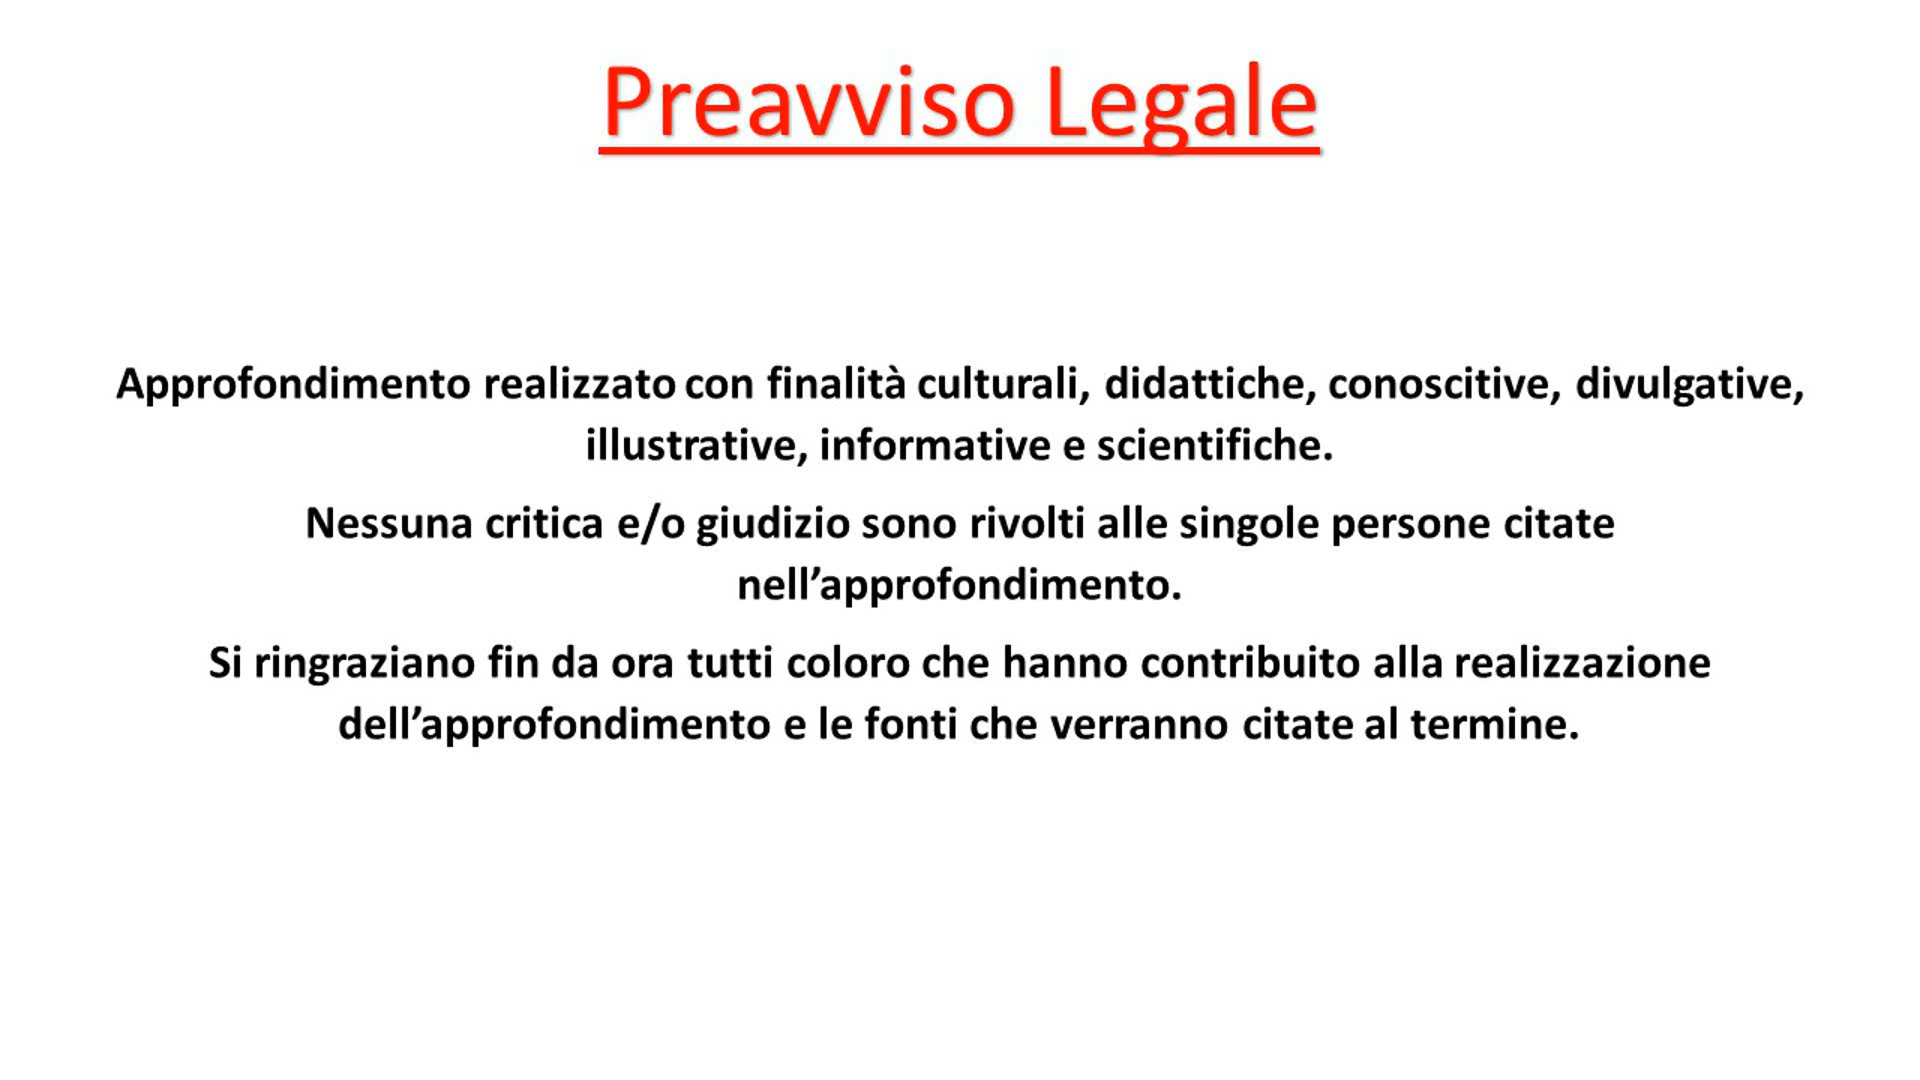 Preavviso Legale
Approfondimento realizzato con finalità culturali, didattiche, conoscitive, divulgative,
illustrative, informative e scientifiche.
Nessuna critica e/o giudizio sono rivolti alle singole persone citate
nell’approfondimento.
Si ringraziano fin da ora tutti coloro che hanno contribuito alla realizzazione
dell’approfondimento e le fonti che verranno citate al termine.